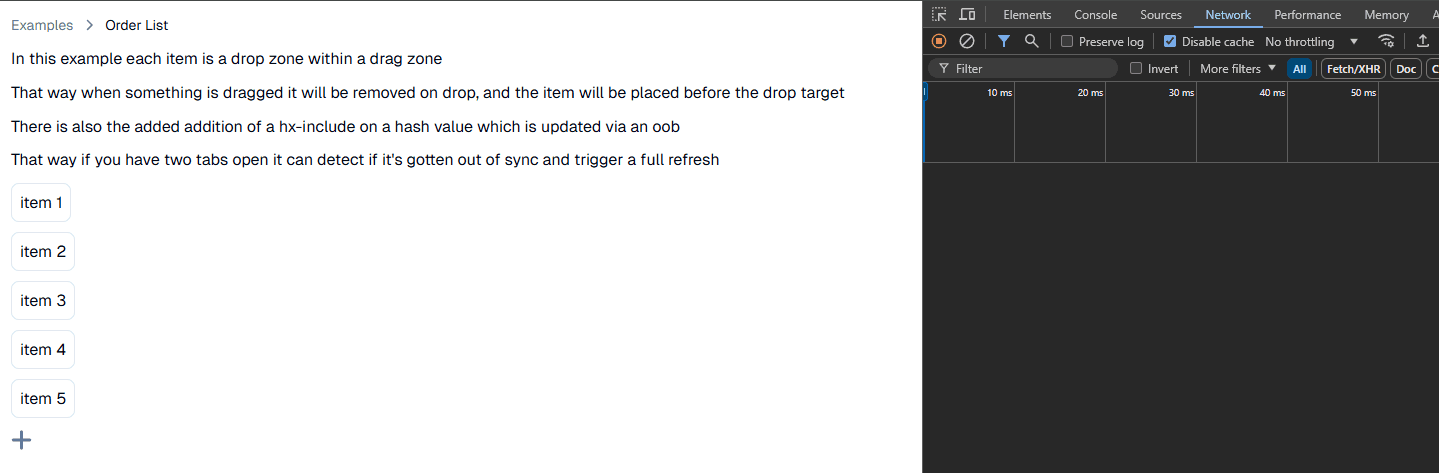 Examples > Order List
In this example each item is a drop zone within a drag zone
That way when something is dragged it will be removed on drop, and the item will be placed before the drop target
There is also the added addition of a hx-include on a hash value which is updated via an oob
That way if you have two tabs open it can detect if it's gotten out of sync and trigger a full refresh
item 1
item 2
item 3
item 4
item 5
Elements Console Sources Network Performance Memory A
Preserve log Disable cache No throttling
Filter Invert More filters All Fetch/XHR Doc C
10 ms 20 ms 30 ms 40 ms 50 ms